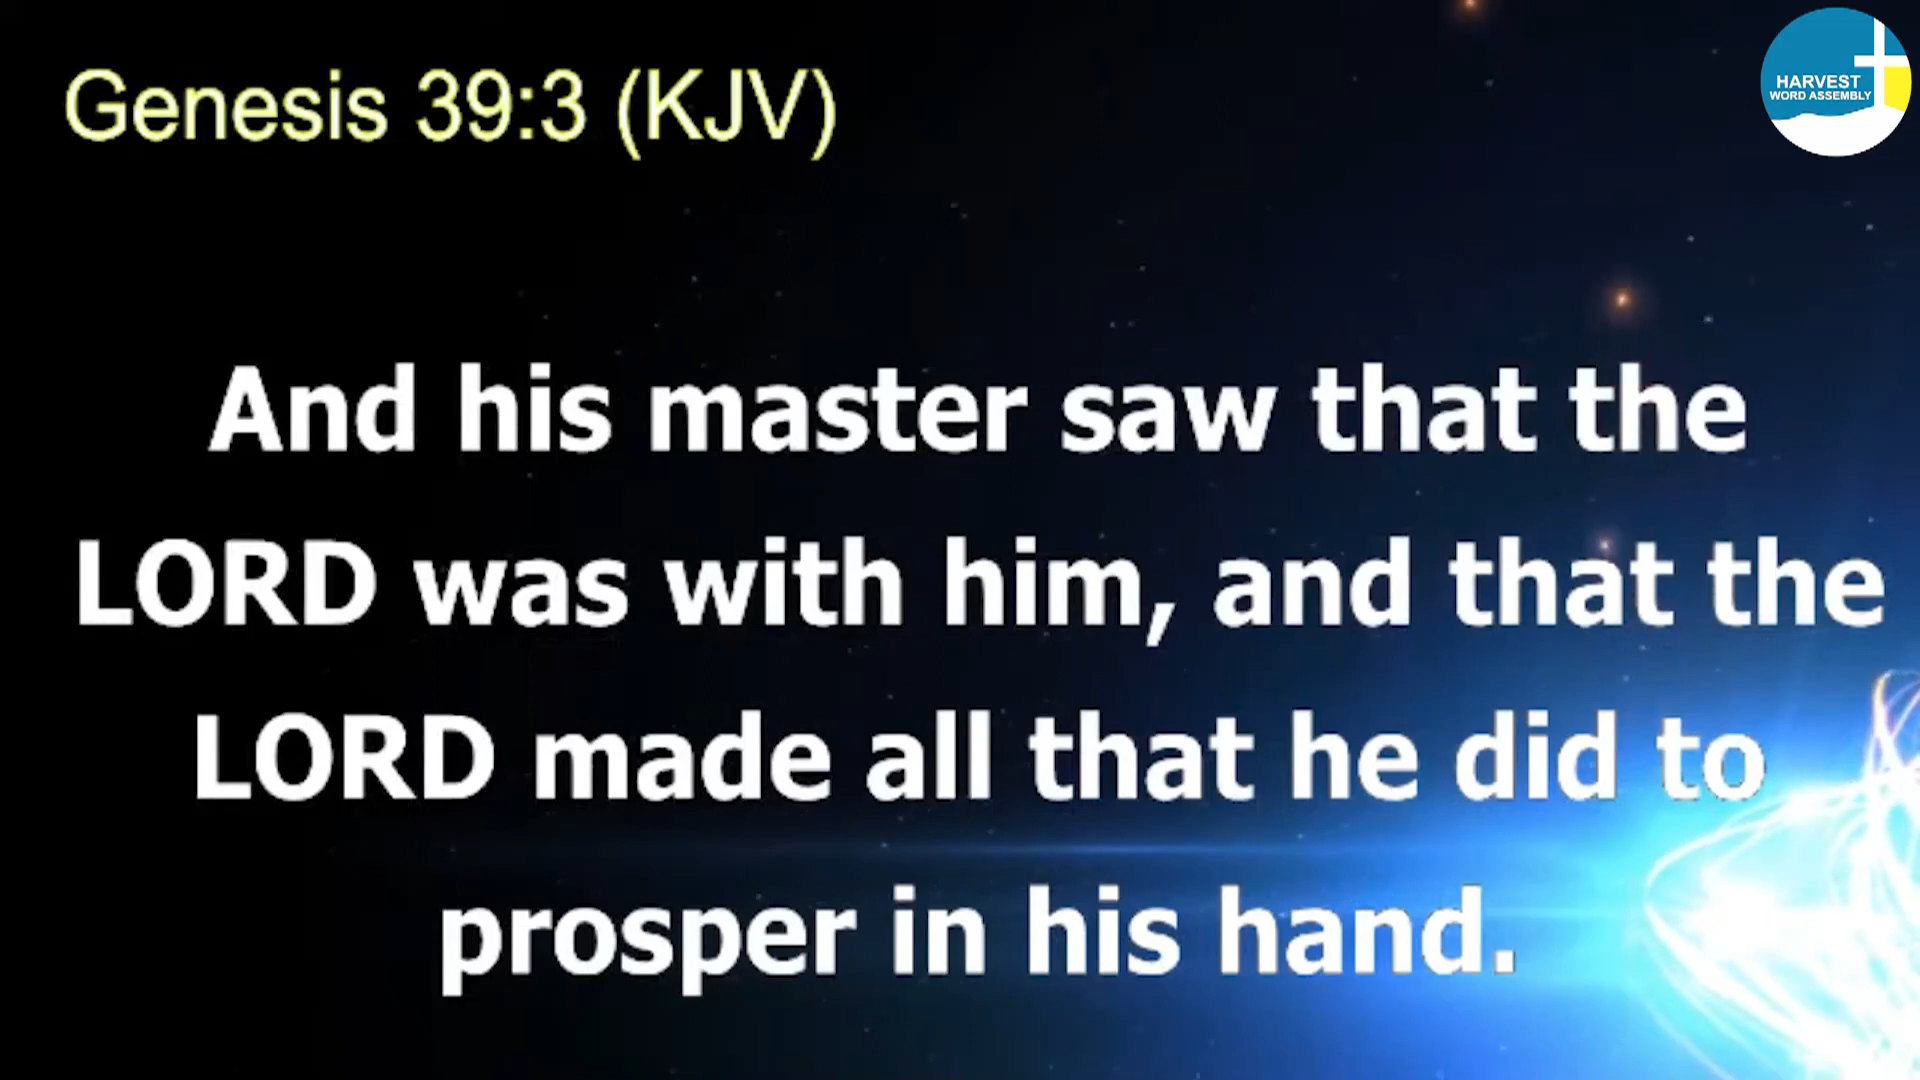 Genesis 39:3 (KJV)
HARVEST
WORD ASSEMBLY
And his master saw that the
LORD was with him, and that the
LORD made all that he did to
prosper in his hand.